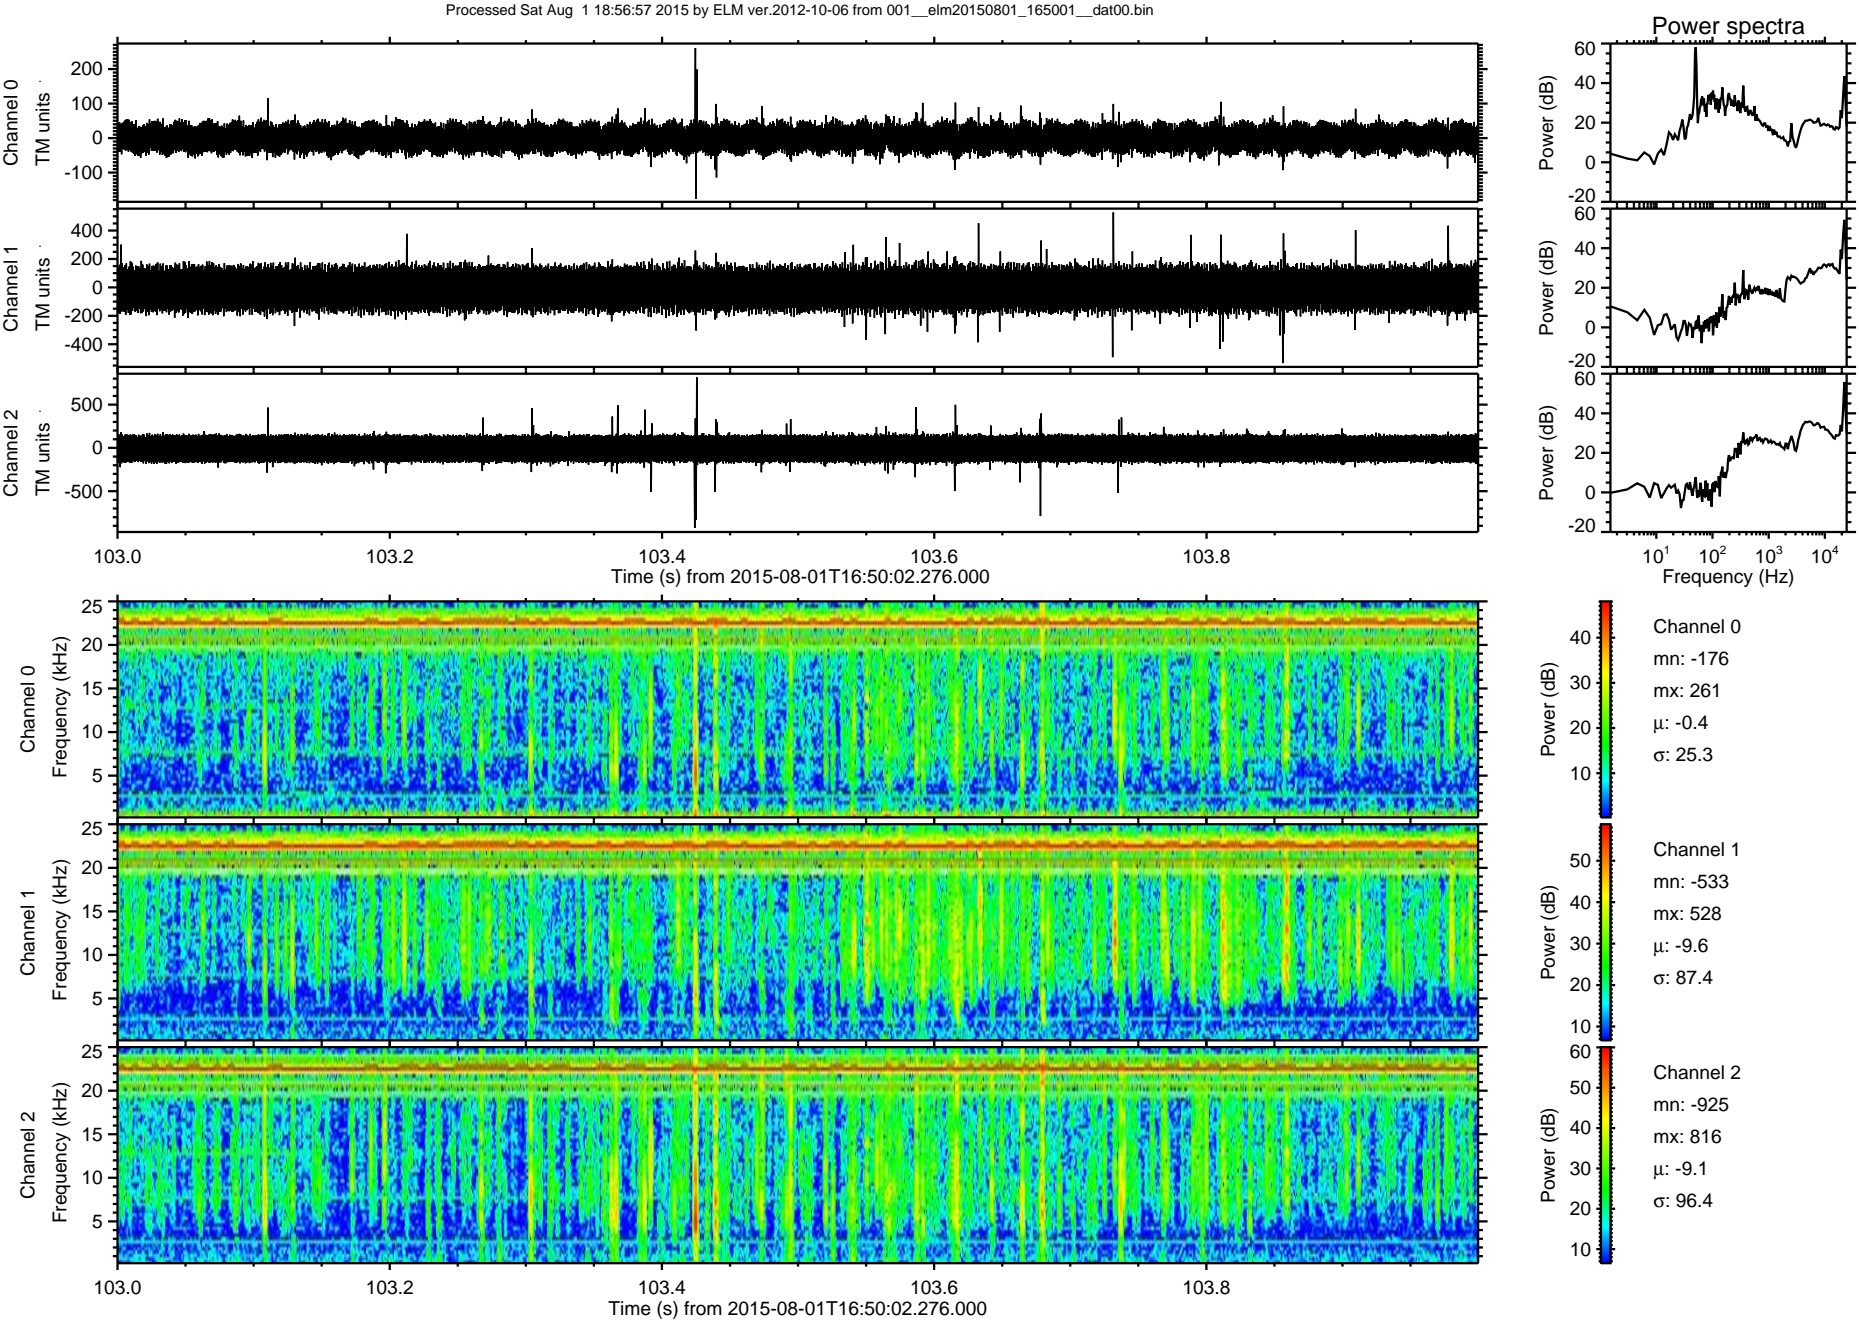 Processed Sat Aug  1 18:56:57 2015 by ELM ver.2012-10-06 from 001__elm20150801_165001__dat00.bin
Power spectra
Channel 0
TM units
200
100
0
-100
Power (dB)
60
40
20
0
-20
Channel 1
TM units
400
200
0
-200
-400
Power (dB)
60
40
20
0
-20
Channel 2
TM units
500
0
-500
Power (dB)
60
40
20
0
-20
103.0
103.2
103.4
103.6
103.8
Time (s) from 2015-08-01T16:50:02.276.000
10¹
10²
10³
10⁴
Frequency (Hz)
Channel 0
Frequency (kHz)
25
20
15
10
5
Power (dB)
40
30
20
10
Channel 0
mn: -176
mx: 261
μ: -0.4
σ: 25.3
Channel 1
Frequency (kHz)
25
20
15
10
5
Power (dB)
50
40
30
20
10
Channel 1
mn: -533
mx: 528
μ: -9.6
σ: 87.4
Channel 2
Frequency (kHz)
25
20
15
10
5
Power (dB)
60
50
40
30
20
10
Channel 2
mn: -925
mx: 816
μ: -9.1
σ: 96.4
103.0
103.2
103.4
103.6
103.8
Time (s) from 2015-08-01T16:50:02.276.000